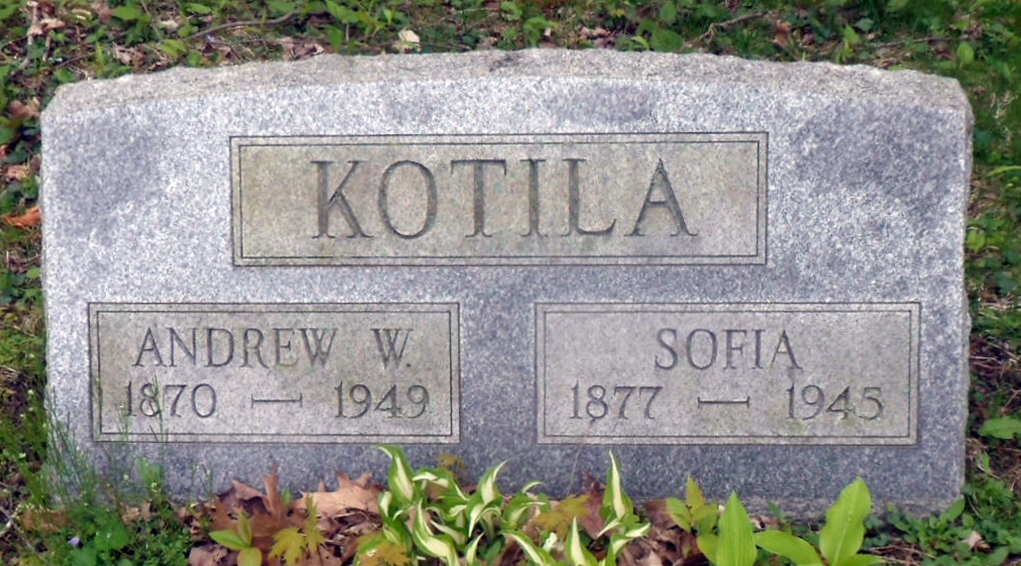 KOTILA
ANDREW W.
1870 — 1949
SOFIA
1877 — 1945